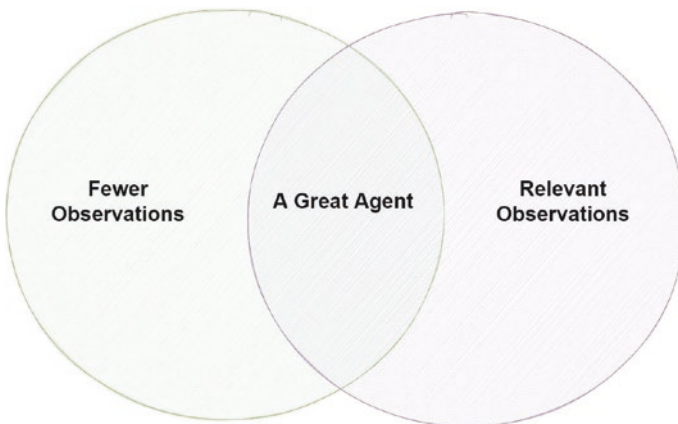 Fewer
Observations
A Great Agent
Relevant
Observations